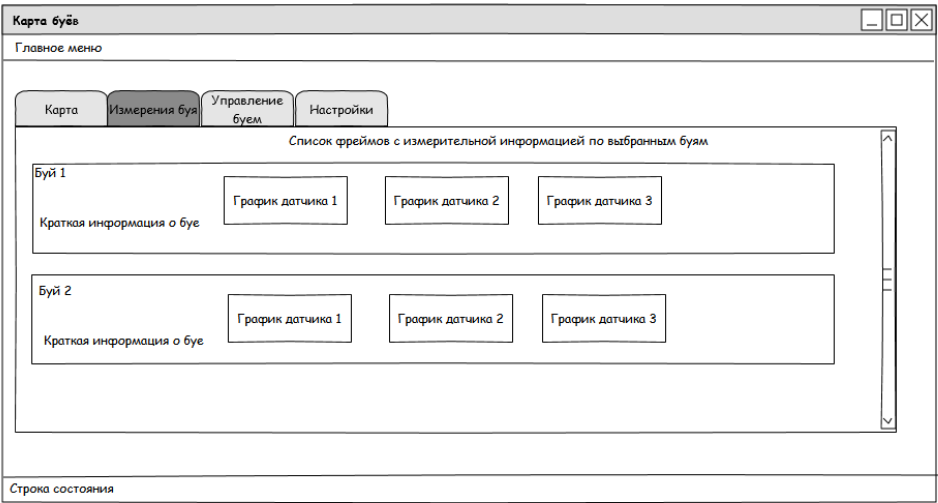 Карта буёв
Главное меню
Карта
Измерения буя
Управление
буем
Настройки
Список фреймов с измерительной информацией по выбранным буям
Буй 1
График датчика 1
График датчика 2
График датчика 3
Краткая информация о буе
Буй 2
График датчика 1
График датчика 2
График датчика 3
Краткая информация о буе
Строка состояния